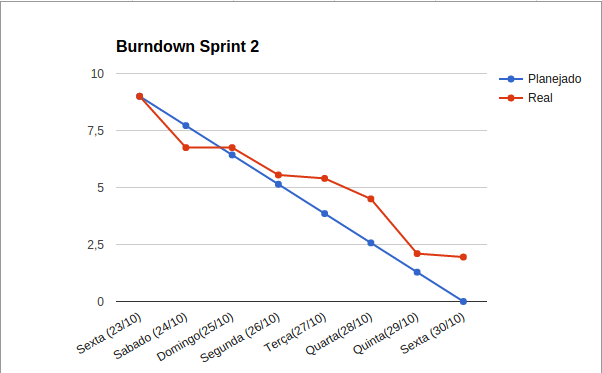 Burndown Sprint 2
10
7,5
5
2,5
0
Planejado
Real
Sexta (23/10)
Sabado (24/10)
Domingo(25/10)
Segunda (26/10)
Terça(27/10)
Quarta(28/10)
Quinta(29/10)
Sexta (30/10)